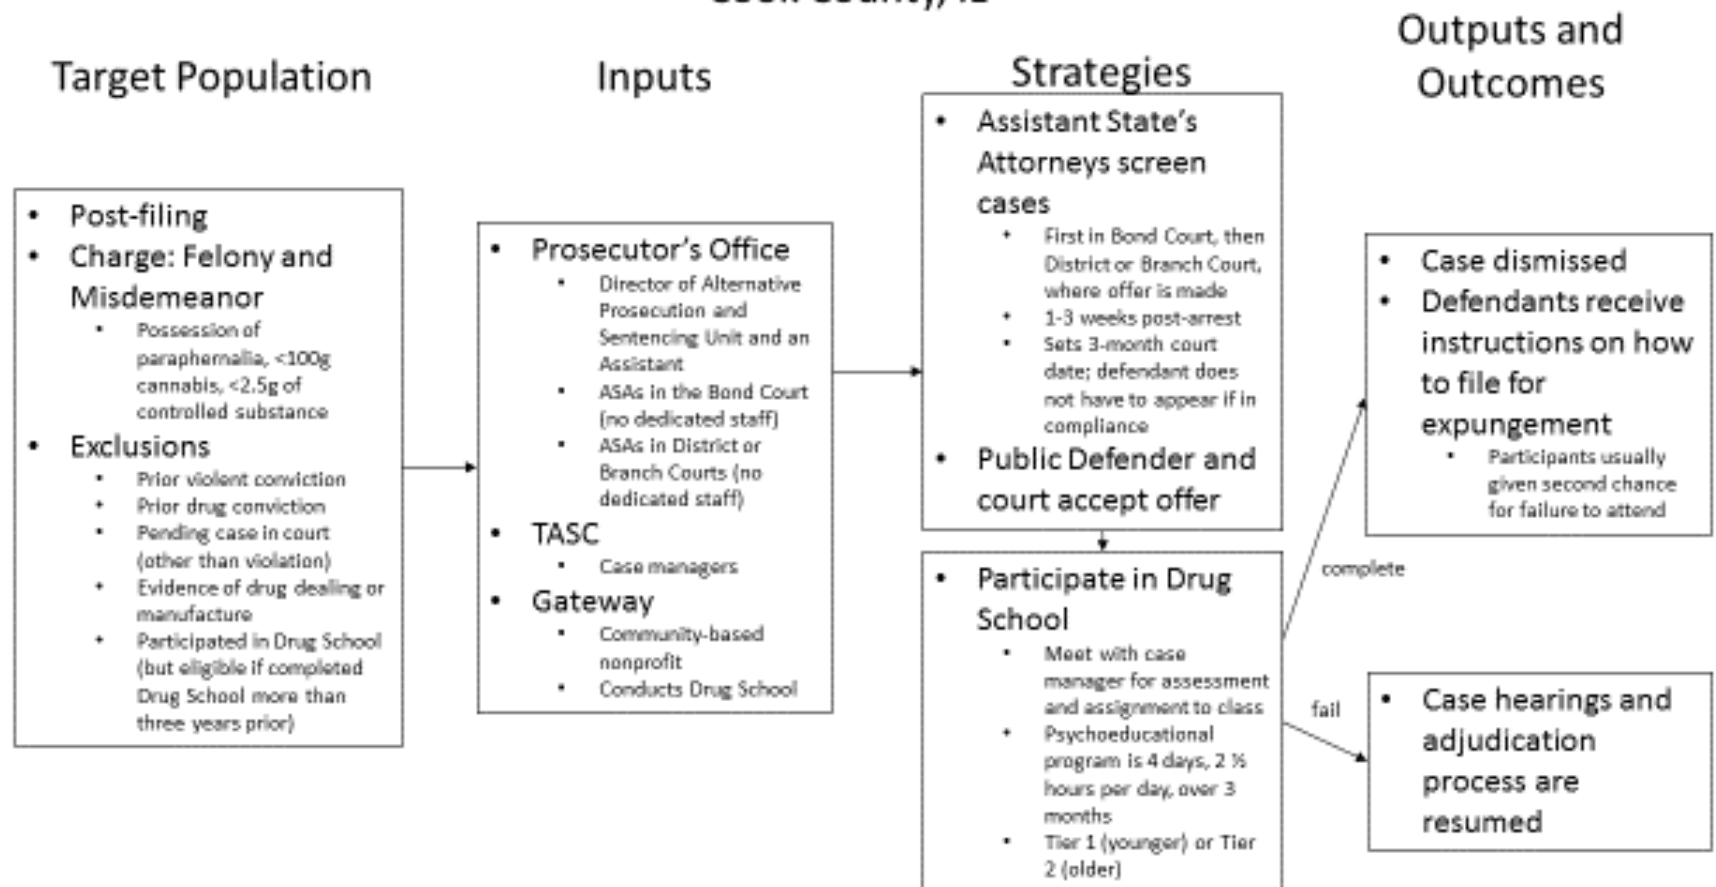 Cook County, IL
Target Population
Inputs
Strategies
Outputs and
Outcomes
• Post-filing
• Charge: Felony and
Misdemeanor
• Possession of
paraphernalia, <100g
cannabis, <2.5g of
controlled substance
• Exclusions
• Prior violent conviction
• Prior drug conviction
• Pending case in court
(other than violation)
• Evidence of drug dealing or
manufacture
• Participated in Drug School
(but eligible if completed
Drug School more than
three years prior)
• Prosecutor's Office
• Director of Alternative
Prosecution and
Sentencing Unit and an
Assistant
• ASAs in the Bond Court
(no dedicated staff)
• ASAs in District or
Branch Courts (no
dedicated staff)
• TASC
• Case managers
• Gateway
• Community-based
nonprofit
• Conducts Drug School
• Assistant State's
Attorneys screen
cases
• First in Bond Court, then
District or Branch Court,
where offer is made
• 1-3 weeks post-arrest
• Sets 3-month court
date; defendant does
not have to appear if in
compliance
• Public Defender and
court accept offer
• Participate in Drug
School
• Meet with case
manager for assessment
and assignment to class
• Psychoeducational
program is 4 days, 2 ½
hours per day, over 3
months
• Tier 1 (younger) or Tier
2 (older)
complete
fail
• Case dismissed
• Defendants receive
instructions on how
to file for
expungement
• Participants usually
given second chance
for failure to attend
• Case hearings and
adjudication
process are
resumed